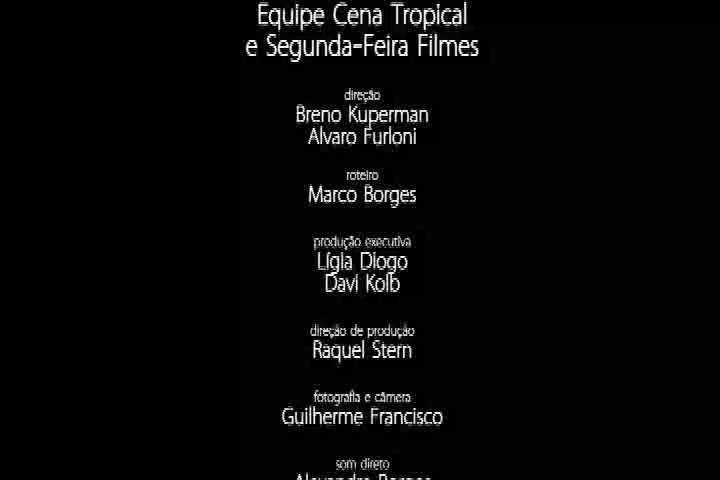 Equipe Cena Tropical
e Segunda-Feira Filmes
direção
Breno Kuperman
Alvaro Furloni
roteiro
Marco Borges
produção executiva
Lígia Diogo
Davi Kolb
direção de produção
Raquel Stern
fotografia e câmera
Guilherme Francisco
som direto